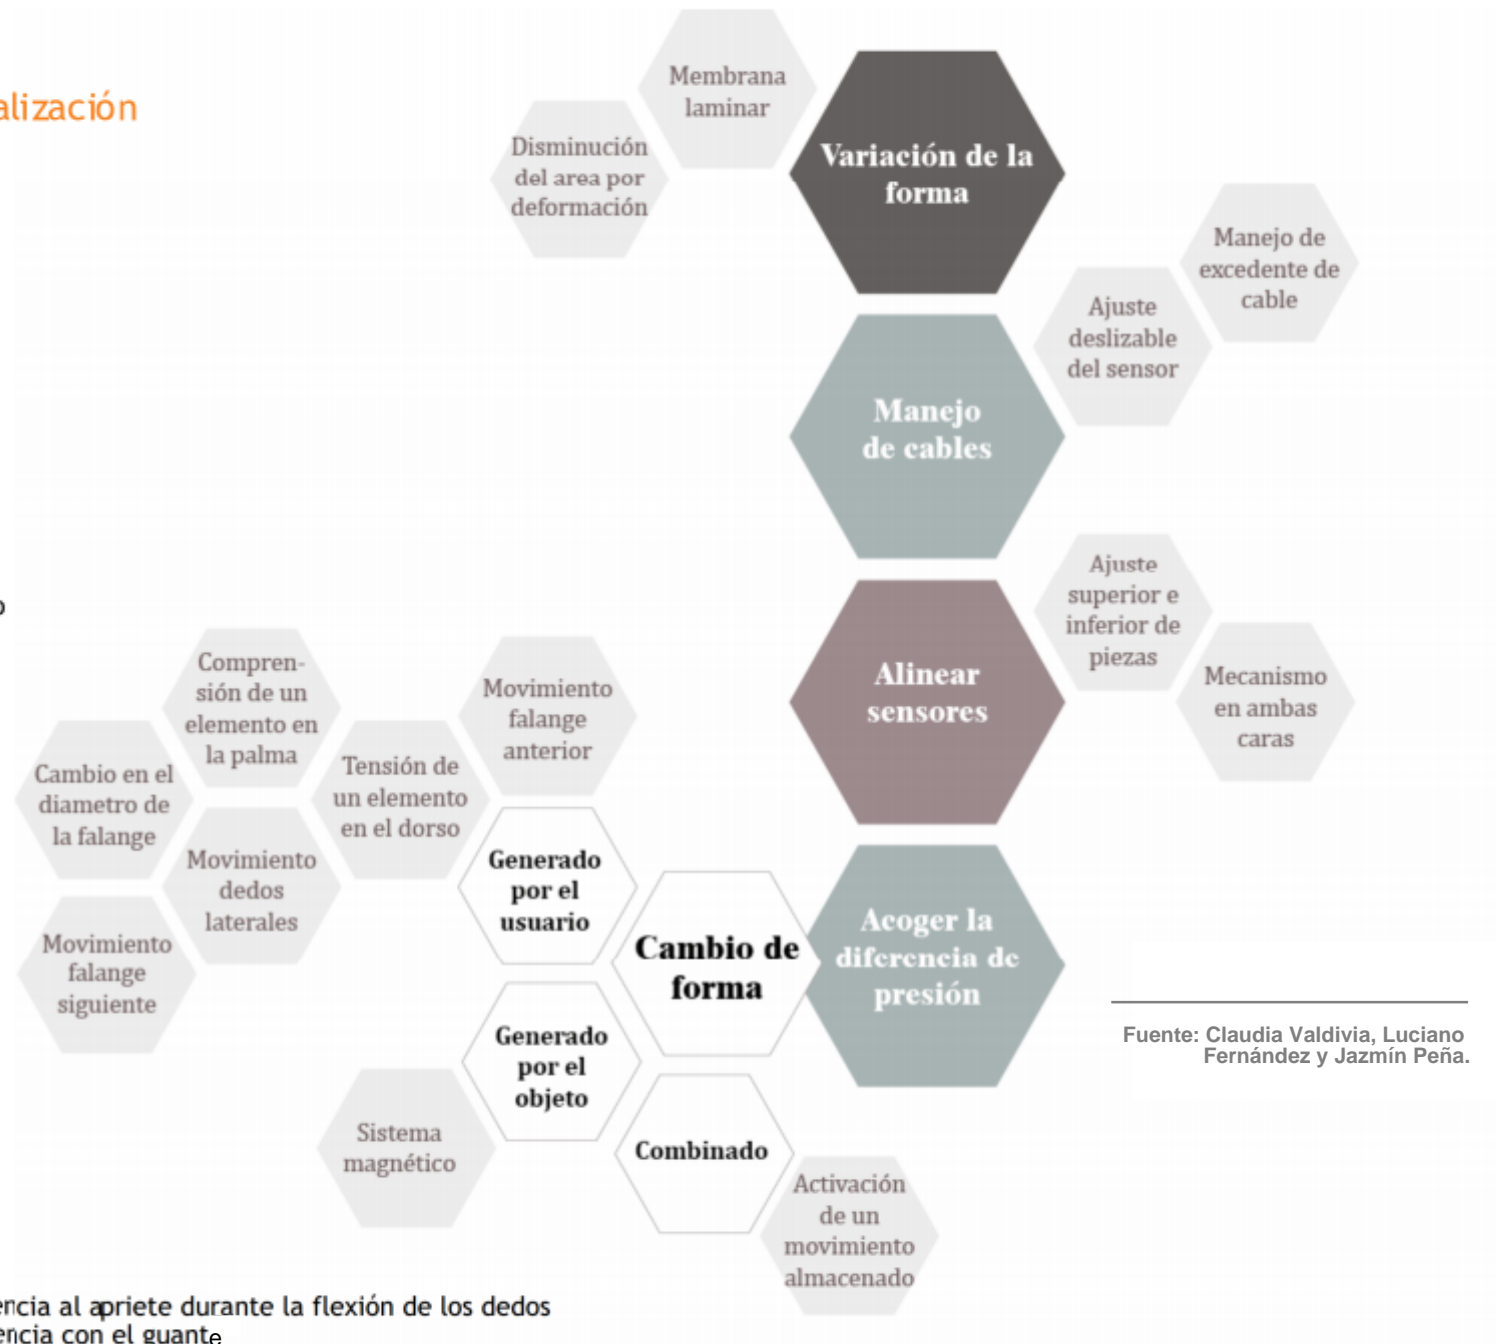 alización
Membrana
laminar
Disminución
del area por
deformación
Variación de la
forma
Manejo de
excedente de
cable
Ajuste
deslizable
del sensor
Manejo
de cables
o
Ajuste
superior e
inferior de
piezas
Mecanismo
en ambas
caras
Alinear
sensores
Compren-
sión de un
elemento en
la palma
Movimiento
falange
anterior
Cambio en el
diametro de
la falange
Tensión de
un elemento
en el dorso
Movimiento
dedos
laterales
Movimiento
falange
siguiente
Generado
por el
usuario
Cambio de
forma
Acoger la
diferencia de
presión
Generado
por el
objeto
Combinado
Sistema
magnético
Activación
de un
movimiento
almacenado
Fuente: Claudia Valdivia, Luciano
Fernández y Jazmín Peña.
encia al apriete durante la flexión de los dedos
encia con el guante